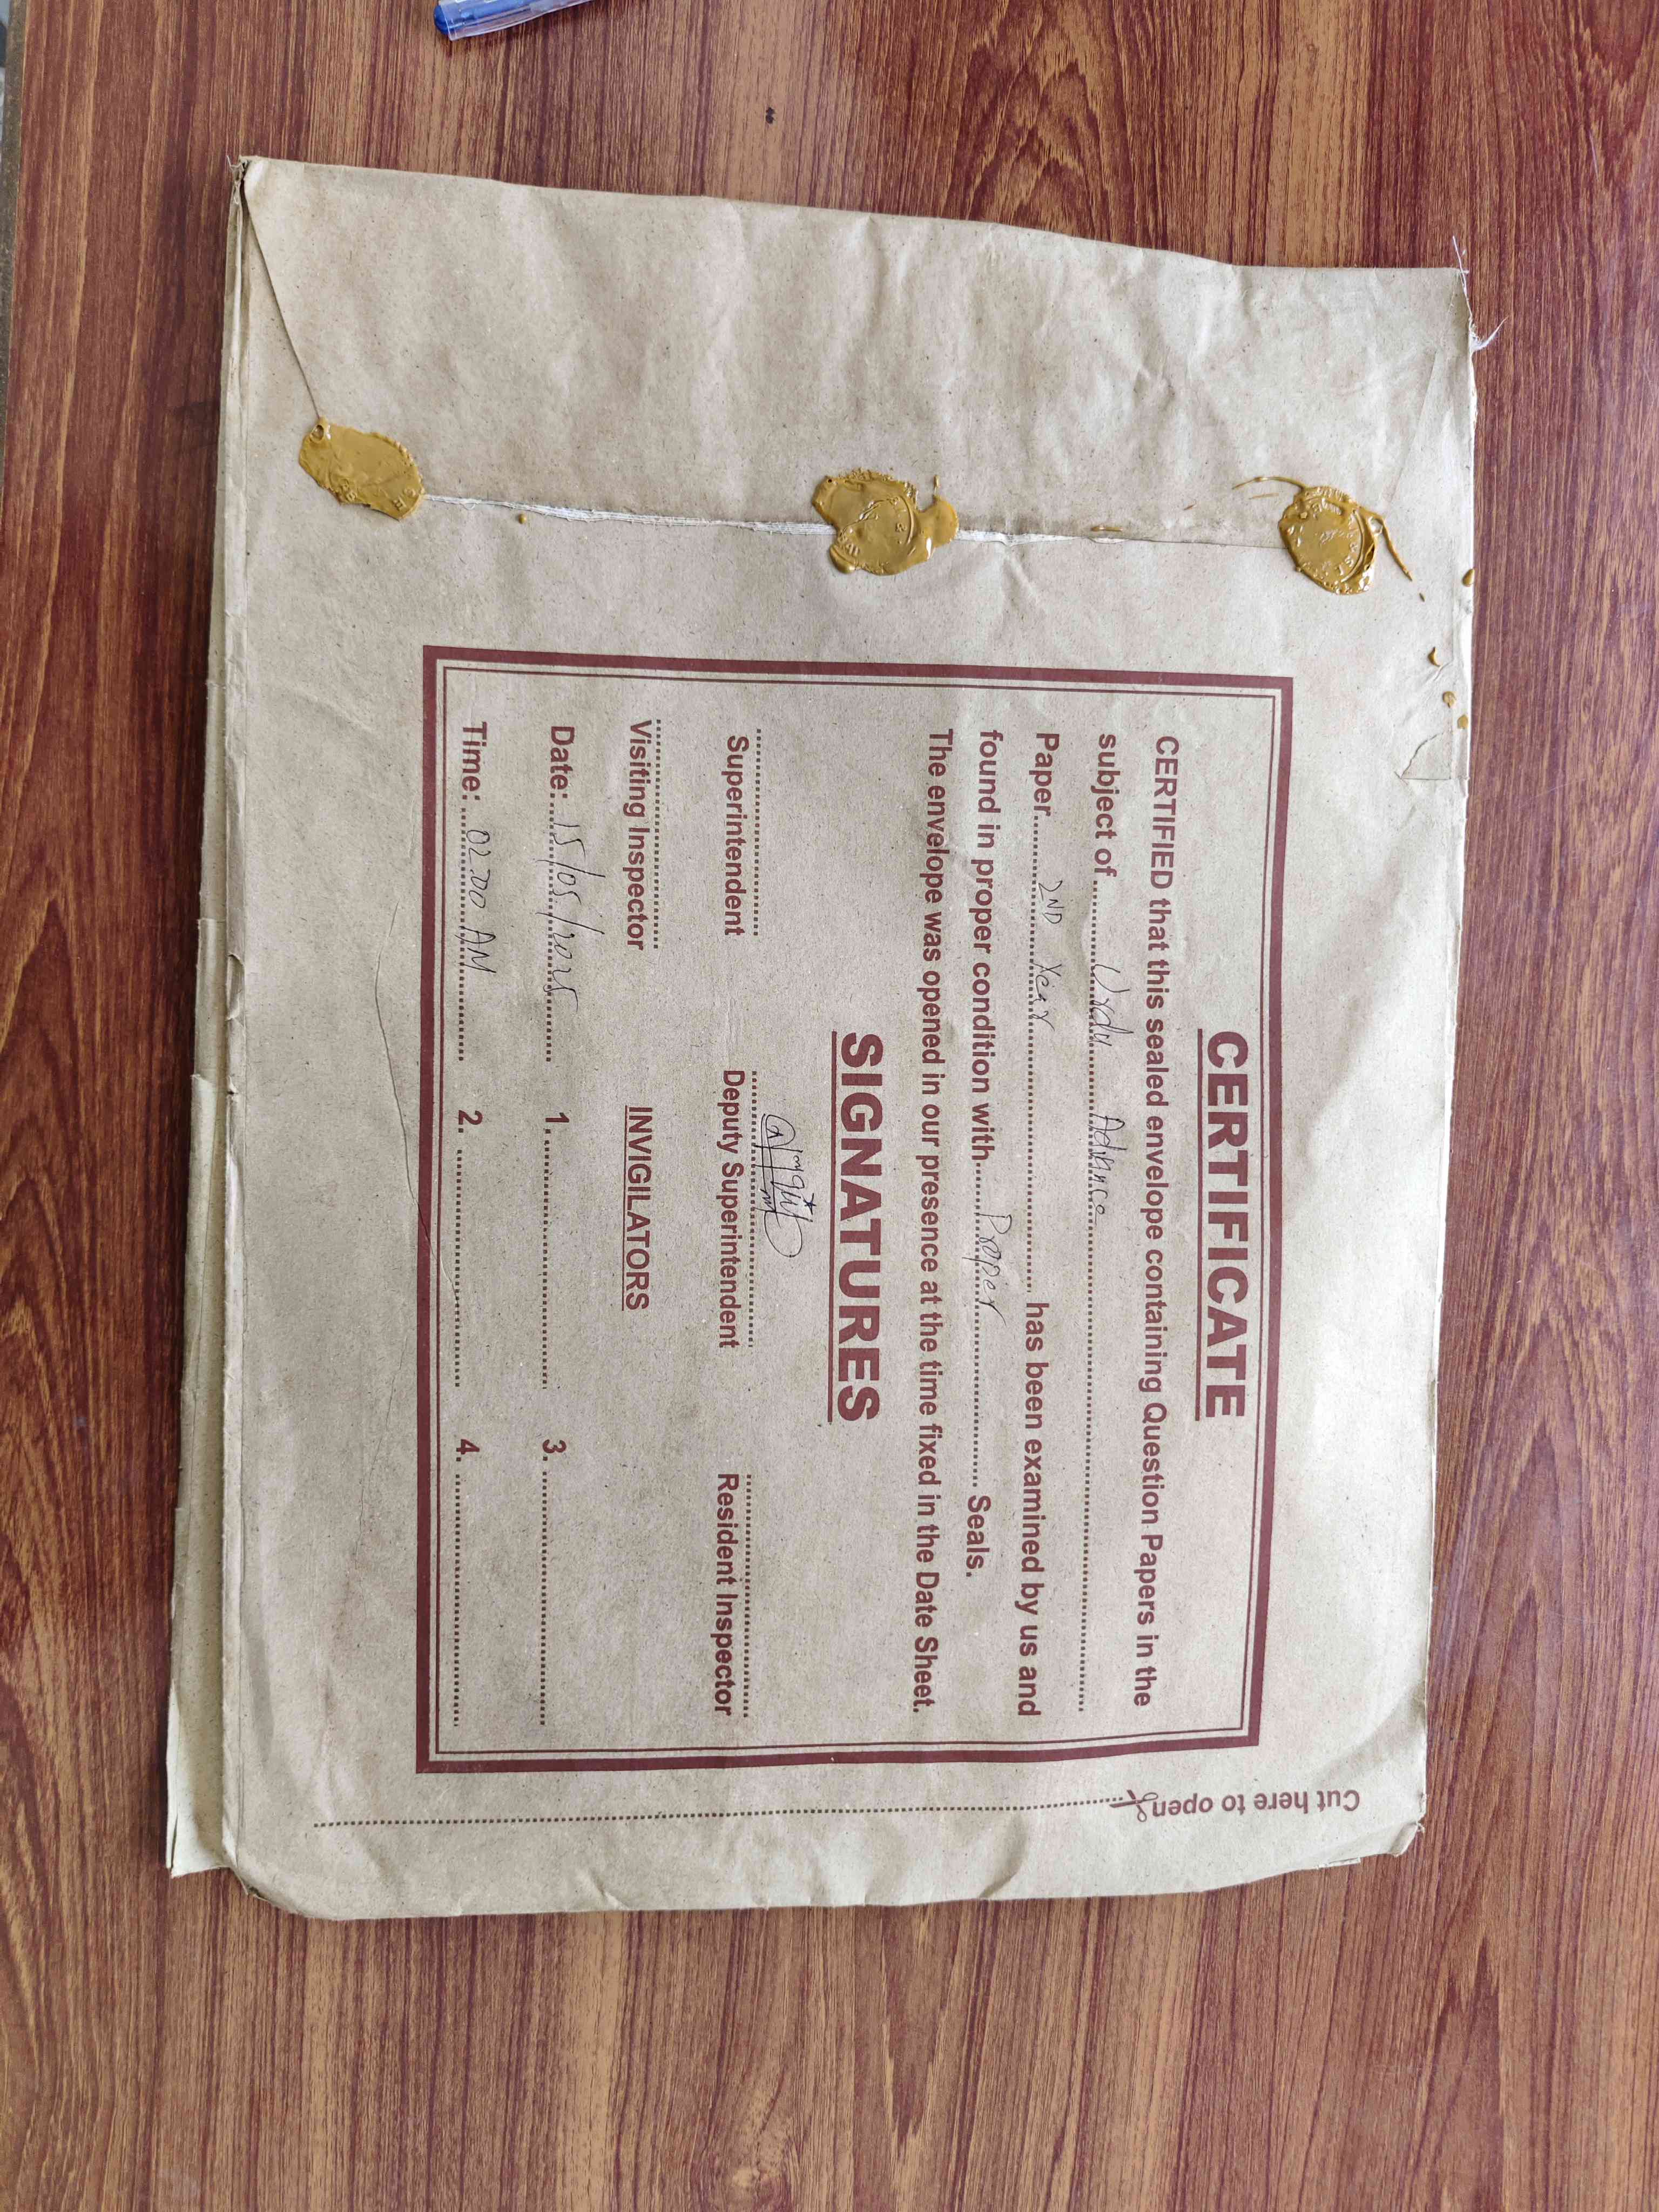 CERTIFICATE
CERTIFIED that this sealed envelope containing Question Papers in the
subject of Urdu Advance
Paper 2ND Year has been examined by us and
found in proper condition with Proper Seals.
The envelope was opened in our presence at the time fixed in the Date Sheet.
SIGNATURES
Superintendent Deputy Superintendent Resident Inspector
Visiting Inspector INVIGILATORS
Date: 15/05/2025 1. 3.
Time: 02:00 AM 2. 4.
Cut here to open